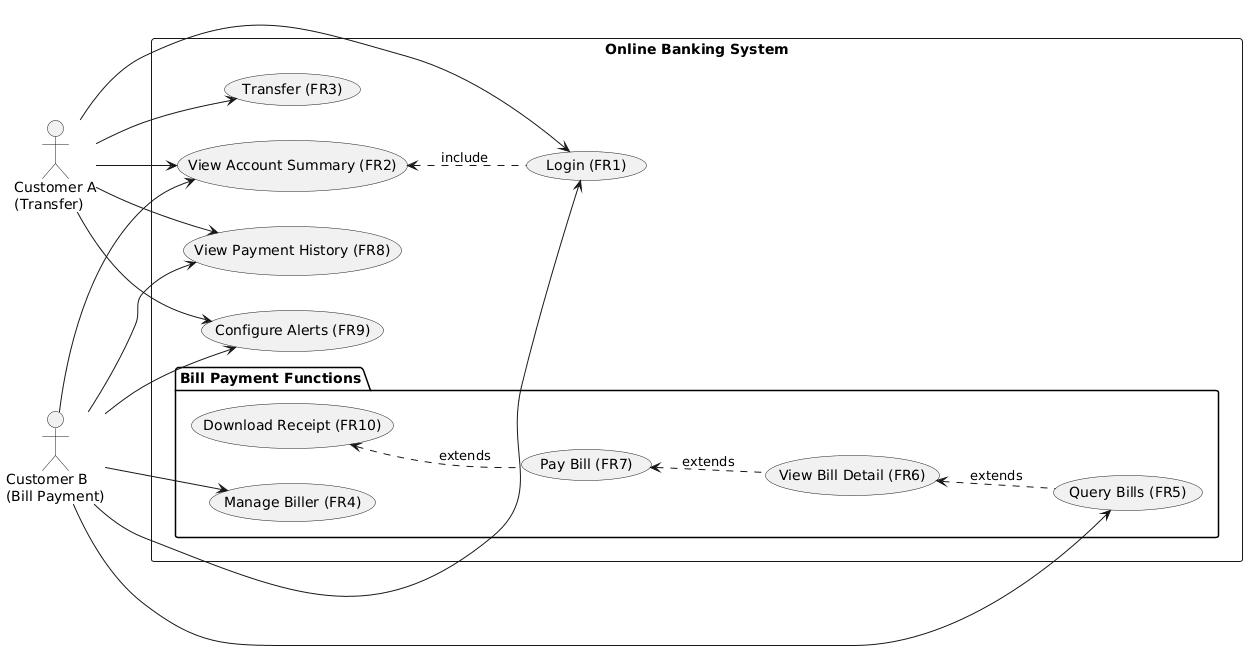 Online Banking System
Transfer (FR3)
Customer A
(Transfer)
View Account Summary (FR2)
include
Login (FR1)
View Payment History (FR8)
Configure Alerts (FR9)
Bill Payment Functions
Download Receipt (FR10)
extends
Pay Bill (FR7)
extends
View Bill Detail (FR6)
extends
Query Bills (FR5)
Manage Biller (FR4)
Customer B
(Bill Payment)